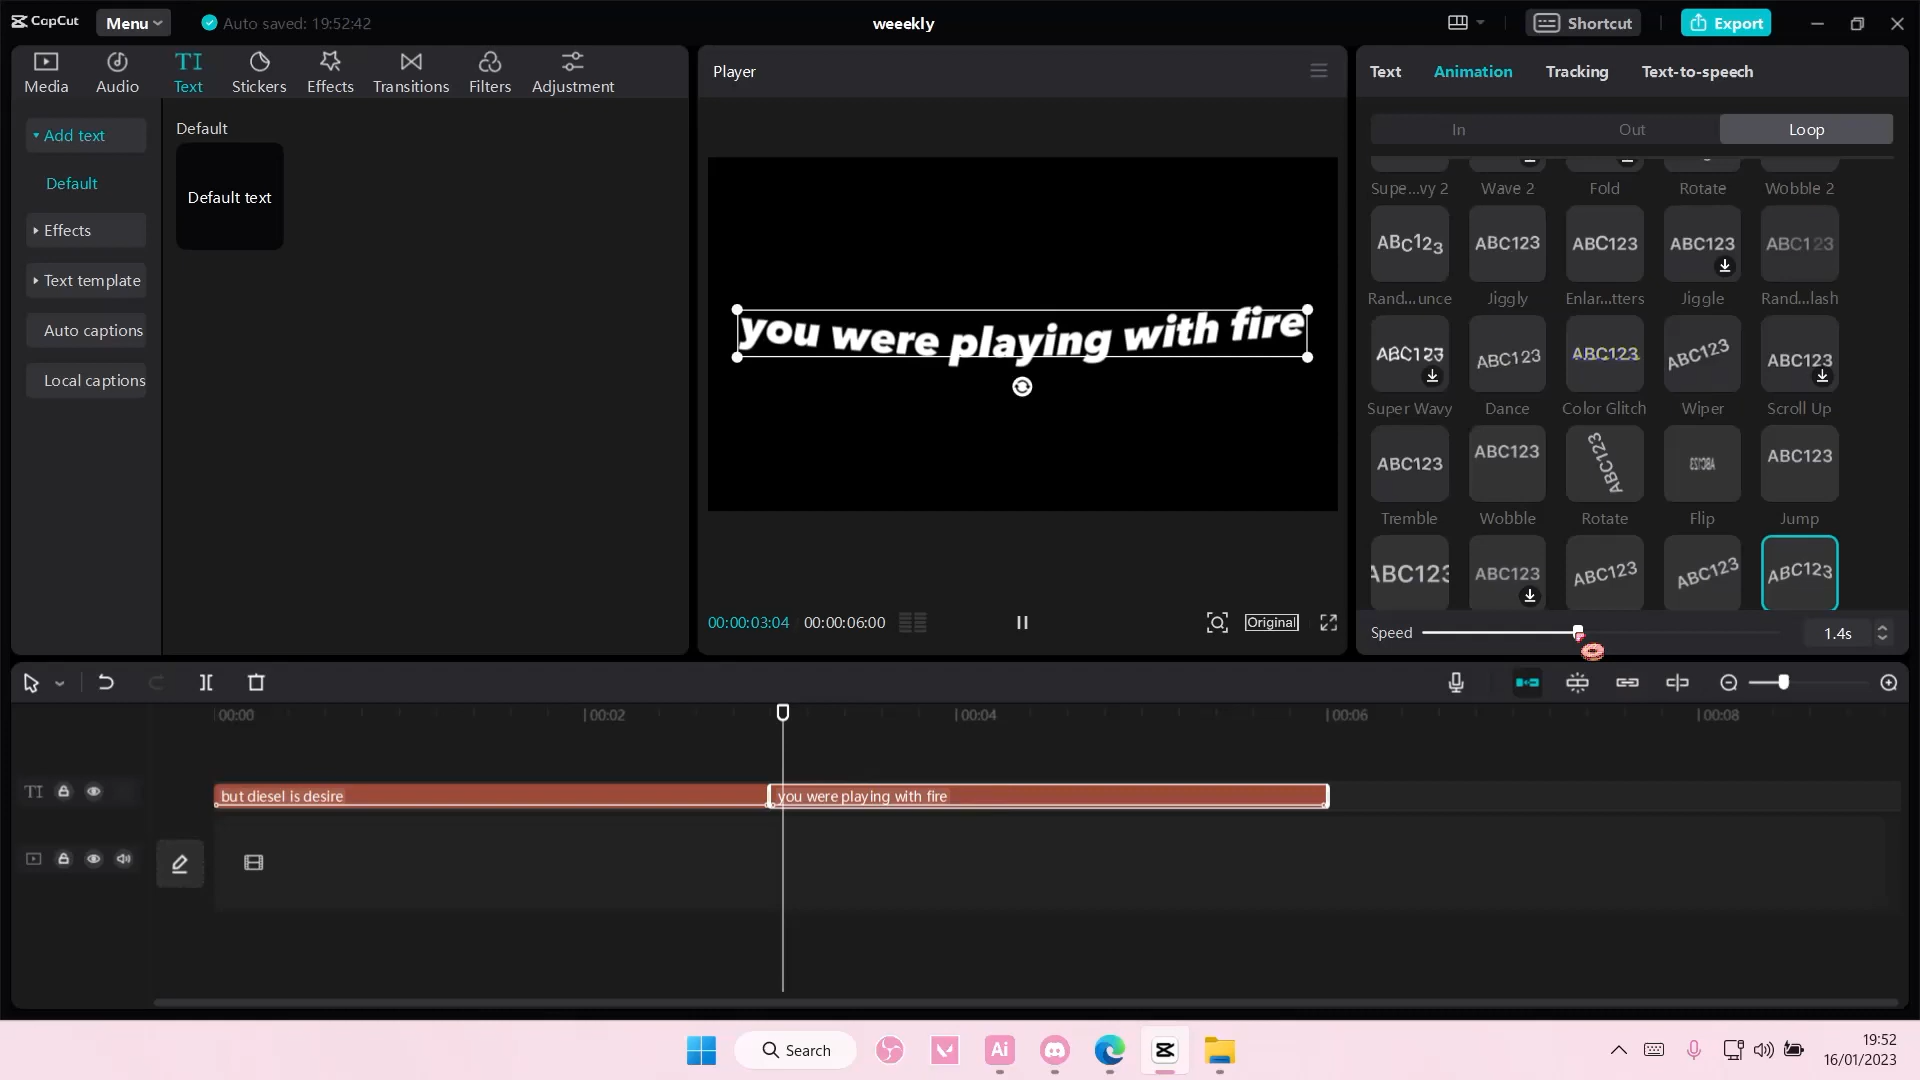 CapCut Menu Auto saved: 19:52:42 weeekly Shortcut Export
Media Audio Text Stickers Effects Transitions Filters Adjustment
Add text
Default
Effects
Text template
Auto captions
Local captions
Default
Default text
Player
you were playing with fire
00:00:03:04 00:00:06:00 Original
Text Animation Tracking Text-to-speech
In Out Loop
Supe...vy 2 Wave 2 Fold Rotate Wobble 2
ABC123 ABC123 ABC123 ABC123 ABC123
Rand...unce Jiggly Enlar...tters Jiggle Rand...lash
ABC123 ABC123 ABC123 ABC123 ABC123
Super Wavy Dance Color Glitch Wiper Scroll Up
ABC123 ABC123 ABC123 ABC123 ABC123
Tremble Wobble Rotate Flip Jump
ABC123 ABC123 ABC123 ABC123 ABC123
Speed 1.4s
00:00 00:02 00:04 00:06 00:08
TI but diesel is desire you were playing with fire
Search Ai
19:52
16/01/2023